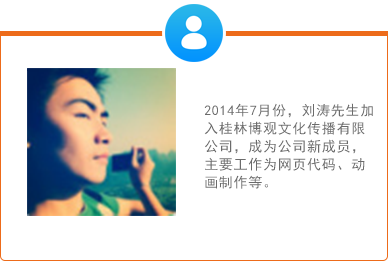 2014年7月份，刘涛先生加
入桂林博观文化传播有限
公司，成为公司新成员，
主要工作为网页代码、动
画制作等。